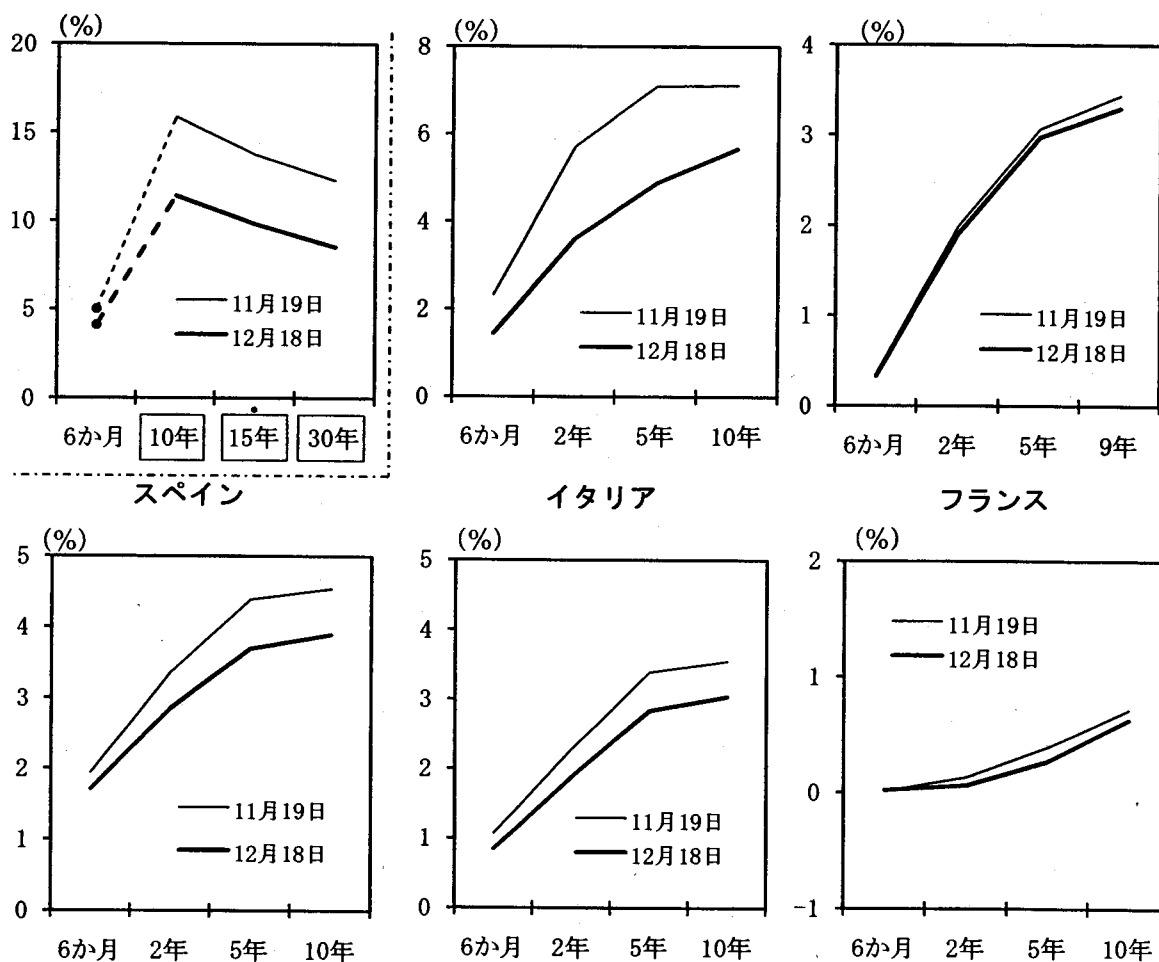 (%)
20
15
10
5
0
11月19日
12月18日
6か月 10年 15年 30年
(%)
8
6
4
2
0
11月19日
12月18日
6か月 2年 5年 10年
(%)
4
3
2
1
0
11月19日
12月18日
6か月 2年 5年 9年
スペイン イタリア フランス
(%)
5
4
3
2
1
0
11月19日
12月18日
6か月 2年 5年 10年
(%)
5
4
3
2
1
0
11月19日
12月18日
6か月 2年 5年 10年
(%)
2
1
0
-1
11月19日
12月18日
6か月 2年 5年 10年